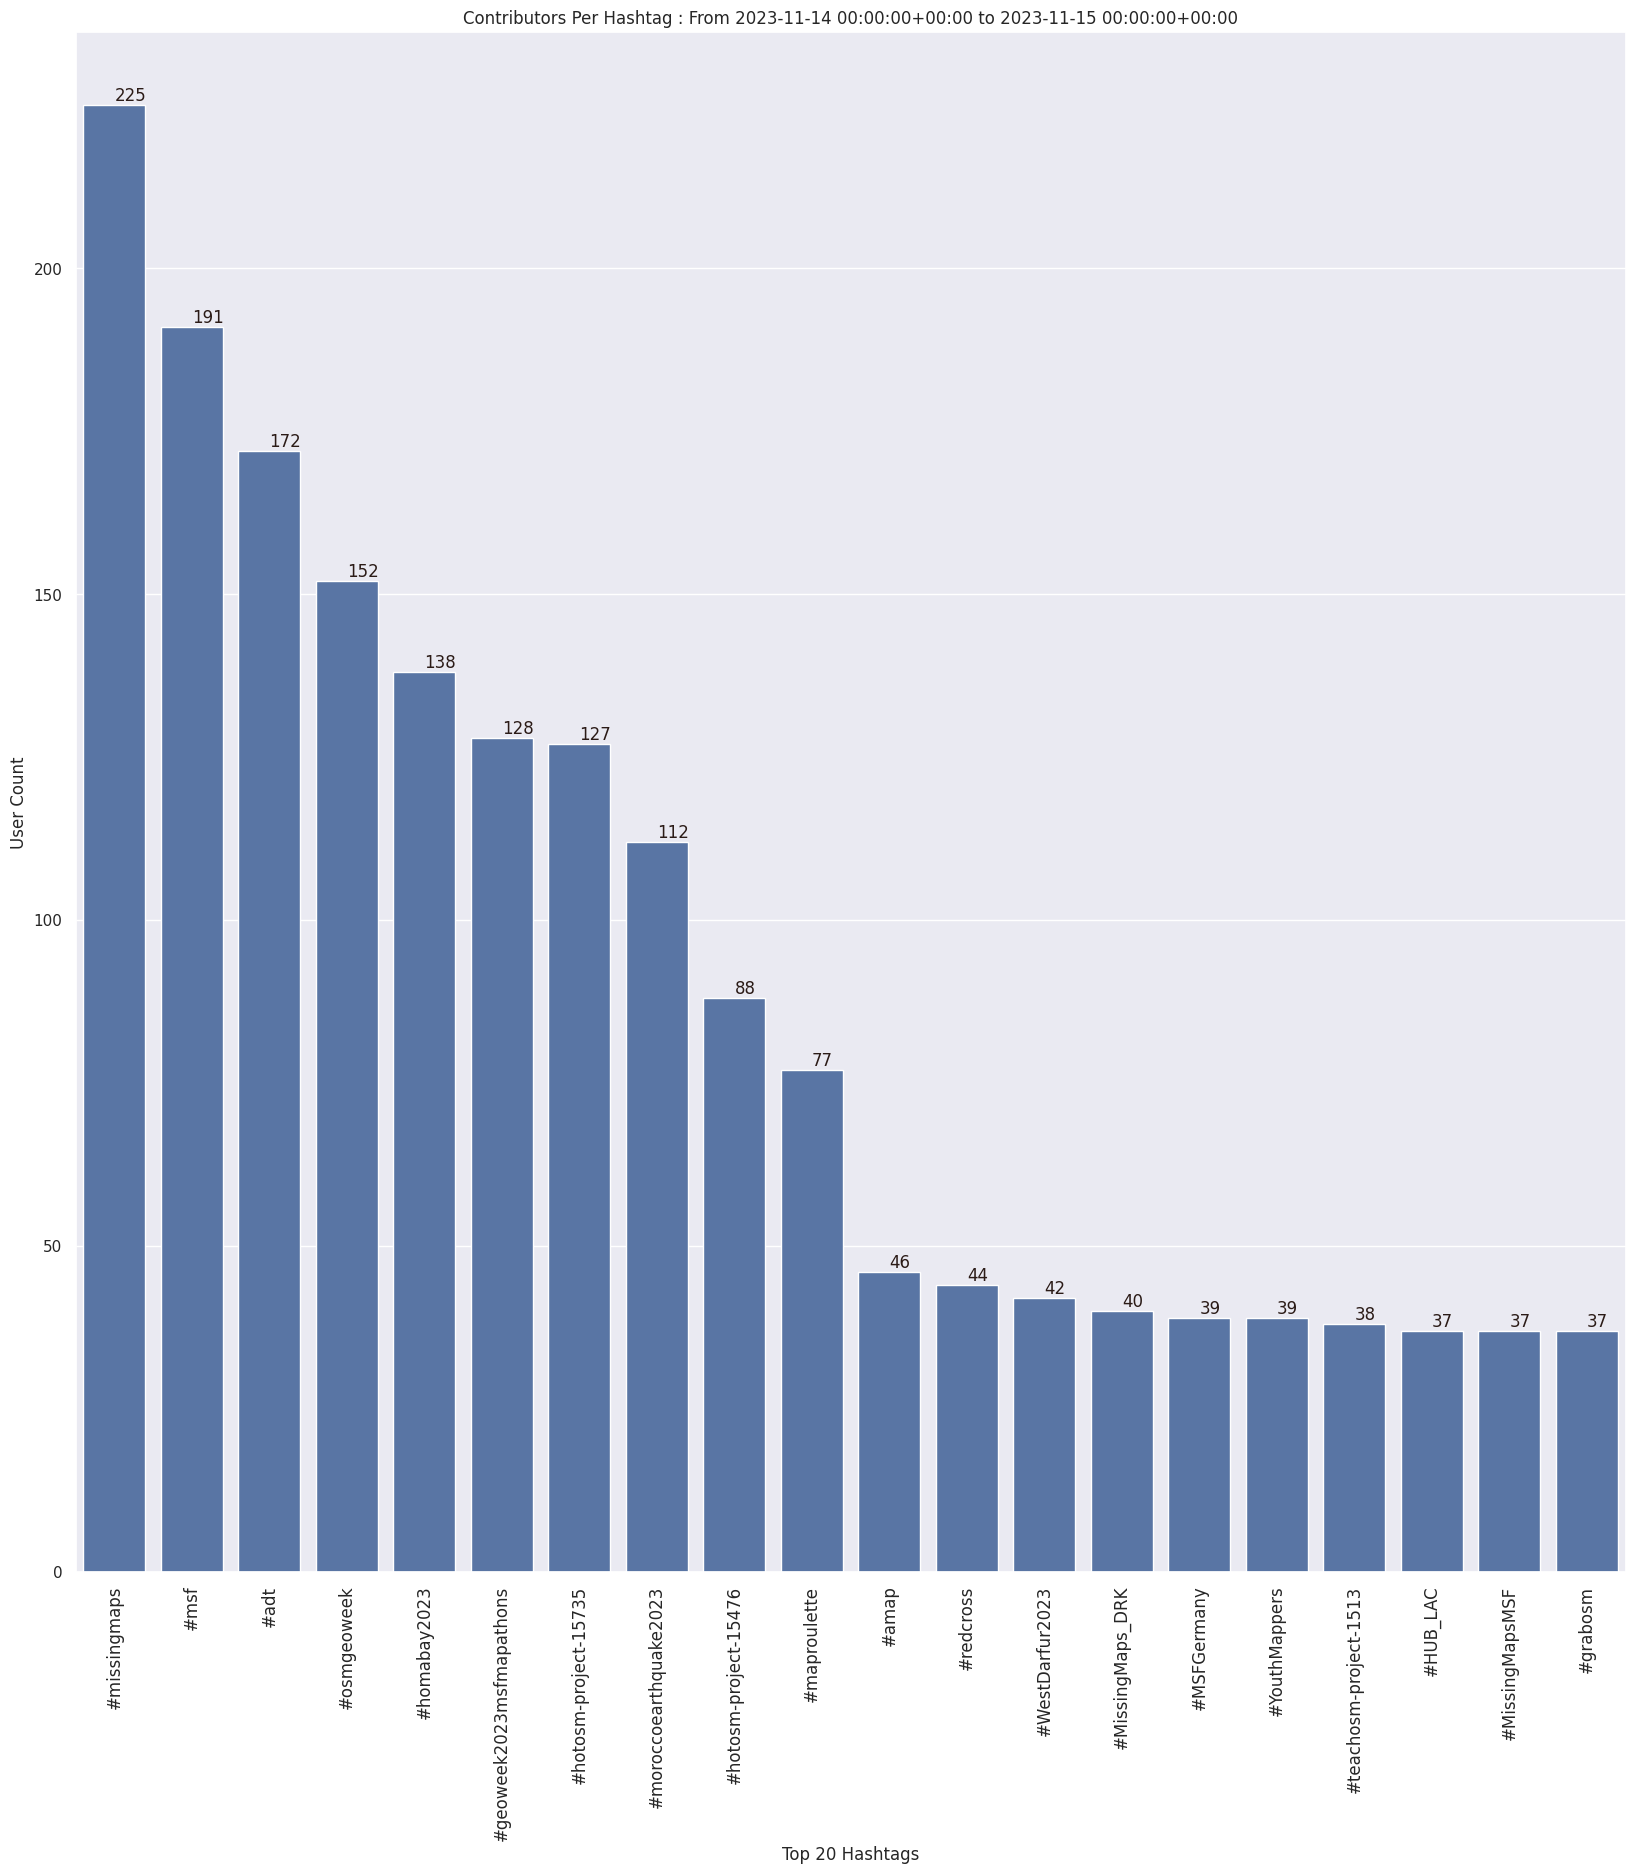 Contributors Per Hashtag : From 2023-11-14 00:00:00+00:00 to 2023-11-15 00:00:00+00:00
User Count
200
150
100
50
0
225
191
172
152
138
128
127
112
88
77
46
44
42
40
39
39
38
37
37
37
#missingmaps
#msf
#adt
#osmgeoweek
#homabay2023
#geoweek2023msfmapathons
#hotosm-project-15735
#moroccoearthquake2023
#hotosm-project-15476
#maproulette
#amap
#redcross
#WestDarfur2023
#MissingMaps_DRK
#MSFGermany
#YouthMappers
#teachosm-project-1513
#HUB_LAC
#MissingMapsMSF
#grabosm
Top 20 Hashtags